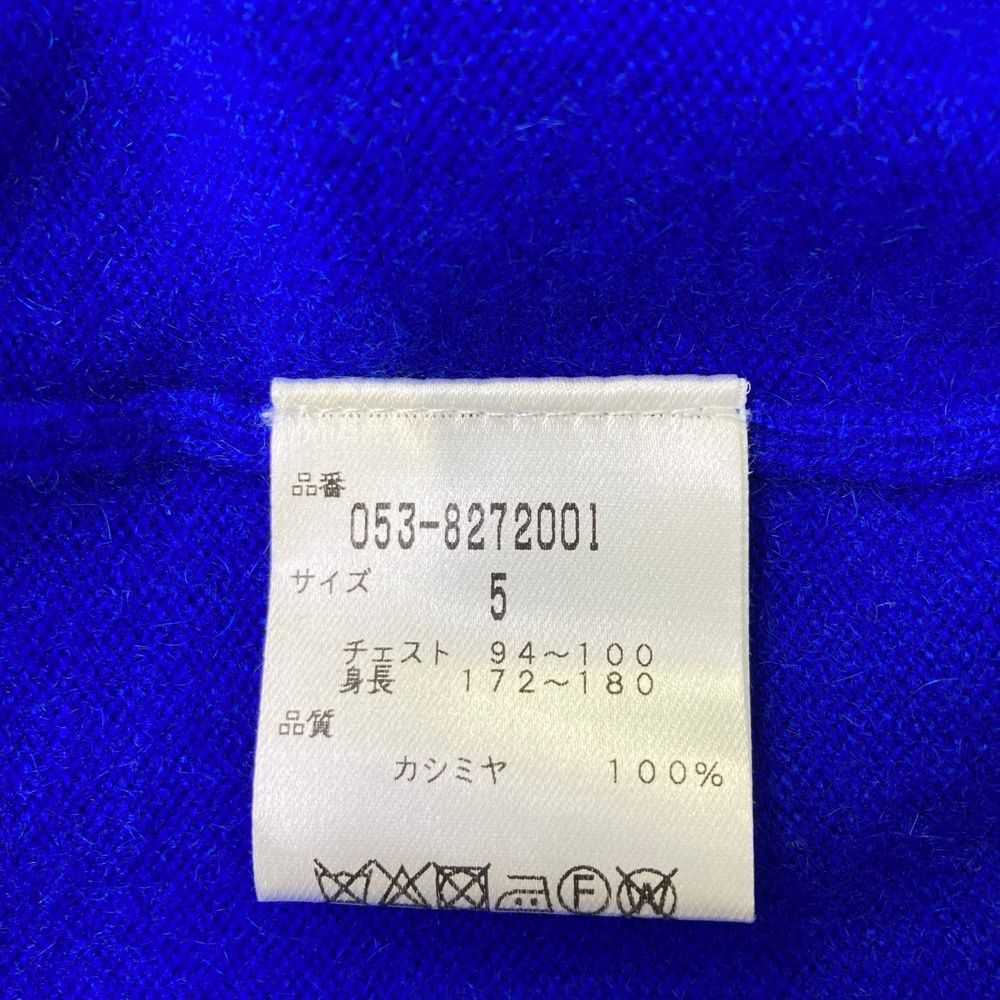 品番
053-8272001
サイズ 5
チェスト 94～100
身長 172～180
品質
カシミヤ 100%
F W